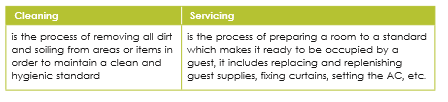 Cleaning
Servicing
is the process of removing all dirt
and soiling from areas or items in
order to maintain a clean and
hygienic standard
is the process of preparing a room to a standard
which makes it ready to be occupied by a
guest, it includes replacing and replenishing
guest supplies, fixing curtains, setting the AC, etc.